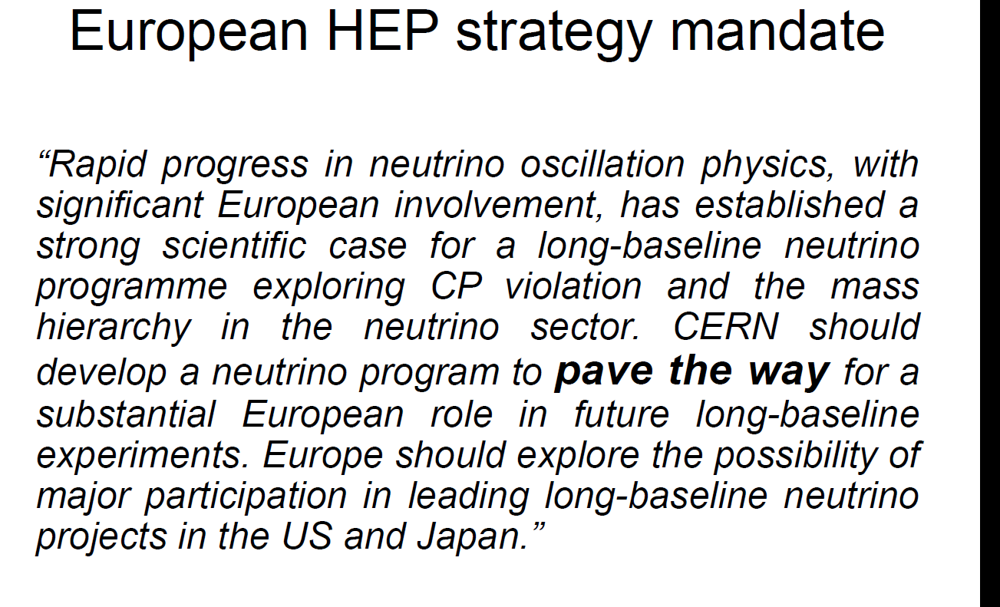 European HEP strategy mandate
“Rapid progress in neutrino oscillation physics, with
significant European involvement, has established a
strong scientific case for a long-baseline neutrino
programme exploring CP violation and the mass
hierarchy in the neutrino sector. CERN should
develop a neutrino program to pave the way for a
substantial European role in future long-baseline
experiments. Europe should explore the possibility of
major participation in leading long-baseline neutrino
projects in the US and Japan.”